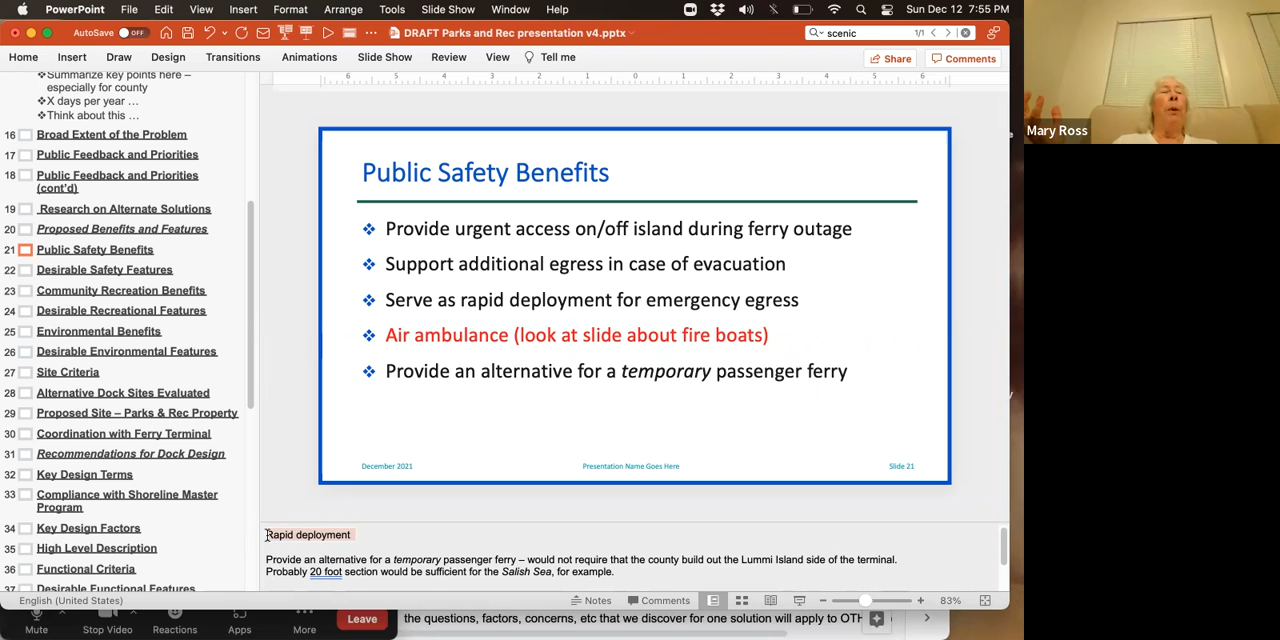 PowerPoint File Edit View Insert Format Arrange Tools Slide Show Window Help Sun Dec 12 7:55 PM
AutoSave OFF DRAFT Parks and Rec presentation v4.pptx scenic 1/1
Home Insert Draw Design Transitions Animations Slide Show Review View Tell me Share Comments
6 5 4 3 2 1 0 1 2 3 4 5 6
❖Summarize key points here –
especially for county
❖X days per year …
❖Think about this …
16 Broad Extent of the Problem
17 Public Feedback and Priorities
18 Public Feedback and Priorities
(cont'd)
19 Research on Alternate Solutions
20 Proposed Benefits and Features
21 Public Safety Benefits
22 Desirable Safety Features
23 Community Recreation Benefits
24 Desirable Recreational Features
25 Environmental Benefits
26 Desirable Environmental Features
27 Site Criteria
28 Alternative Dock Sites Evaluated
29 Proposed Site – Parks & Rec Property
30 Coordination with Ferry Terminal
31 Recommendations for Dock Design
32 Key Design Terms
33 Compliance with Shoreline Master
Program
34 Key Design Factors
35 High Level Description
36 Functional Criteria
37 Desirable Functional Features
Public Safety Benefits
❖ Provide urgent access on/off island during ferry outage
❖ Support additional egress in case of evacuation
❖ Serve as rapid deployment for emergency egress
❖ Air ambulance (look at slide about fire boats)
❖ Provide an alternative for a temporary passenger ferry
December 2021 Presentation Name Goes Here Slide 21
Rapid deployment
Provide an alternative for a temporary passenger ferry – would not require that the county build out the Lummi Island side of the terminal.
Probably 20 foot section would be sufficient for the Salish Sea, for example.
English (United States) Notes Comments 83%
Mute Stop Video Reactions Apps More Leave
the questions, factors, concerns, etc that we discover for one solution will apply to OTH
Mary Ross